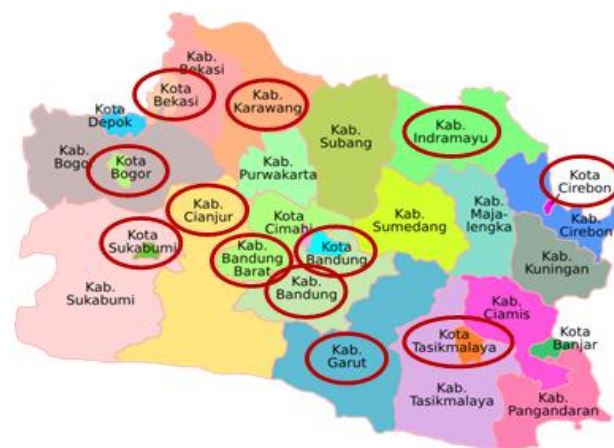 Kab.
Bekasi
Kota
Bekasi
Kab.
Karawang
Kota
Depok
Kab.
Bogor
Kota
Bogor
Kab.
Subang
Kab.
Indramayu
Kab.
Purwakarta
Kota
Cirebon
Kab.
Cianjur
Kota
Cimahi
Kab.
Sumedang
Kab.
Maja-
lengka
Kab.
Cirebon
Kota
Sukabumi
Kab.
Bandung
Barat
Kota
Bandung
Kab.
Kuningan
Kab.
Sukabumi
Kab.
Bandung
Kab.
Ciamis
Kab.
Garut
Kota
Tasikmalaya
Kota
Banjar
Kab.
Tasikmalaya
Kab.
Pangandaran